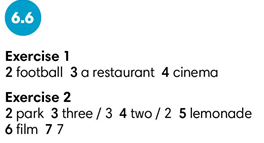 6.6
Exercise 1
2 football 3 a restaurant 4 cinema
Exercise 2
2 park 3 three / 3 4 two / 2 5 lemonade
6 film 7 7